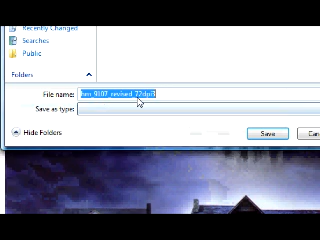 Recently Changed
Searches
Public
Folders
File name:
Save as type:
Hide Folders
Save